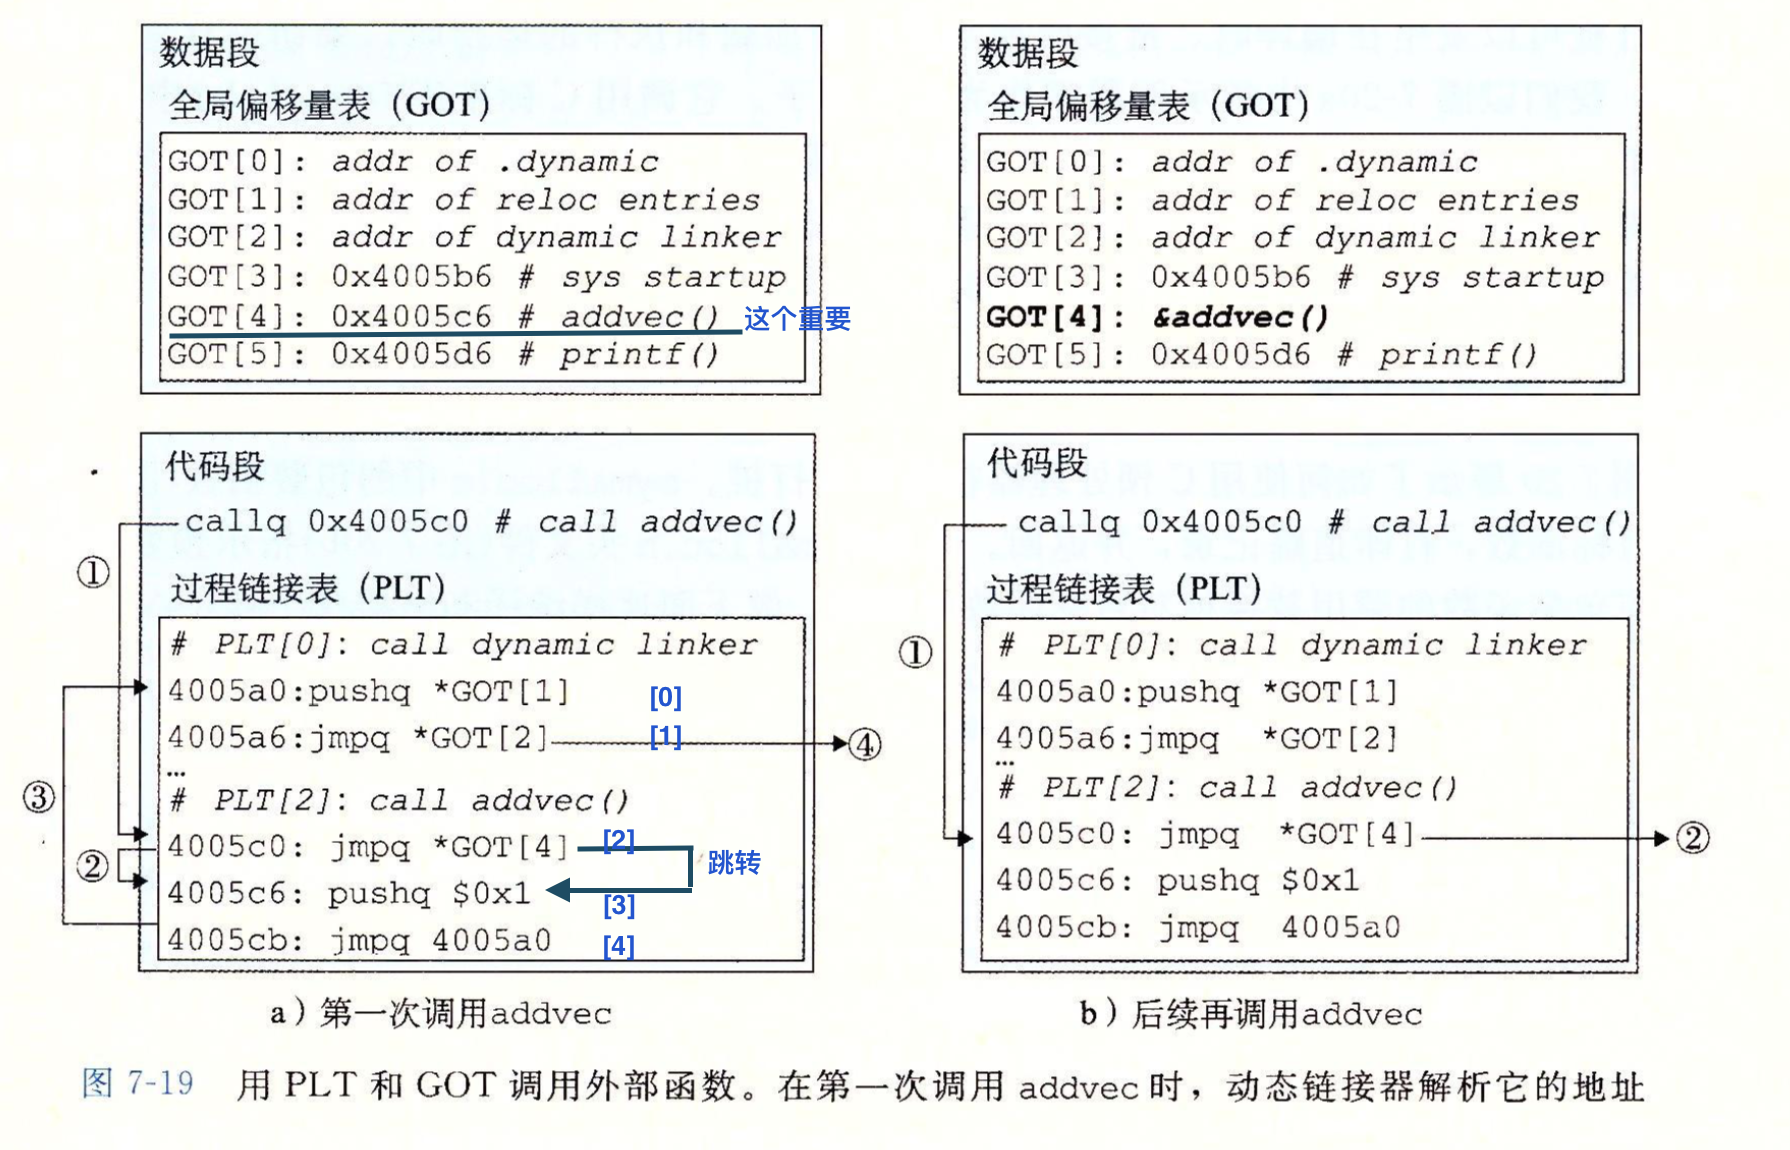 数据段
全局偏移量表（GOT）
GOT[0]: addr of .dynamic
GOT[1]: addr of reloc entries
GOT[2]: addr of dynamic linker
GOT[3]: 0x4005b6 # sys startup
GOT[4]: 0x4005c6 # addvec() 这个重要
GOT[5]: 0x4005d6 # printf()
代码段
callq 0x4005c0 # call addvec()
①
过程链接表（PLT）
# PLT[0]: call dynamic linker
4005a0:pushq *GOT[1] [0]
4005a6:jmpq *GOT[2] [1] ④
…
③ # PLT[2]: call addvec()
4005c0: jmpq *GOT[4] [2] 跳转
②
4005c6: pushq $0x1 [3]
4005cb: jmpq 4005a0 [4]
a）第一次调用addvec
数据段
全局偏移量表（GOT）
GOT[0]: addr of .dynamic
GOT[1]: addr of reloc entries
GOT[2]: addr of dynamic linker
GOT[3]: 0x4005b6 # sys startup
GOT[4]: &addvec()
GOT[5]: 0x4005d6 # printf()
代码段
callq 0x4005c0 # call addvec()
过程链接表（PLT）
① # PLT[0]: call dynamic linker
4005a0:pushq *GOT[1]
4005a6:jmpq *GOT[2]
…
# PLT[2]: call addvec()
4005c0: jmpq *GOT[4] ②
4005c6: pushq $0x1
4005cb: jmpq 4005a0
b）后续再调用addvec
图 7-19 用 PLT 和 GOT 调用外部函数。在第一次调用 addvec 时，动态链接器解析它的地址